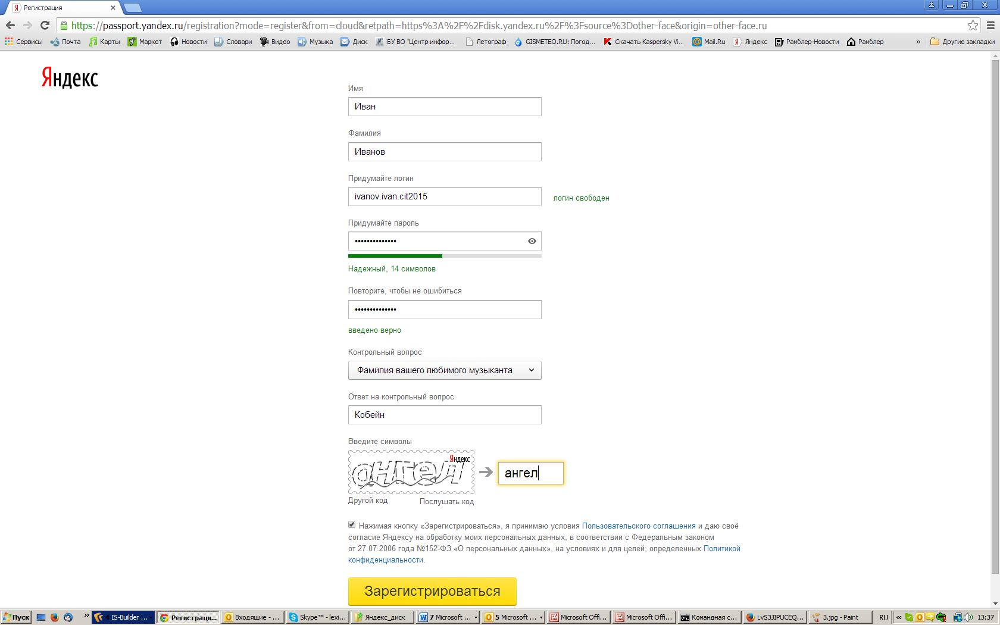 Регистрация
https://passport.yandex.ru/registration?mode=register&from=cloud&retpath=https%3A%2F%2Fdisk.yandex.ru%2F%3Fsource%3Dother-face&origin=other-face.ru
Сервисы Почта Карты Маркет Новости Словари Видео Музыка Диск БУ ВО "Центр инфор... Летограф GISMETEO.RU: Погод... Скачать Kaspersky Vi... Mail.Ru Яндекс Рамблер-Новости Рамблер » Другие закладки
Яндекс
Имя
Иван
Фамилия
Иванов
Придумайте логин
ivanov.ivan.cit2015 логин свободен
Придумайте пароль
••••••••••••••
Надежный, 14 символов
Повторите, чтобы не ошибиться
••••••••••••••
введено верно
Контрольный вопрос
Фамилия вашего любимого музыканта
Ответ на контрольный вопрос
Кобейн
Введите символы
Яндекс
ангел ангел
Другой код Послушать код
Нажимая кнопку «Зарегистрироваться», я принимаю условия Пользовательского соглашения и даю своё
согласие Яндексу на обработку моих персональных данных, в соответствии с Федеральным законом
от 27.07.2006 года №152-ФЗ «О персональных данных», на условиях и для целей, определенных Политикой
конфиденциальности.
Зарегистрироваться
Пуск » 4 IS-Builder ... Регистраци... Входящие - ... Skype™ - lexi... Яндекс_диск 7 Microsoft ... 5 Microsoft ... Microsoft Offi... Microsoft Offi... Командная с... LvS3JIPUCEQ... 3.jpg - Paint RU « 13:37